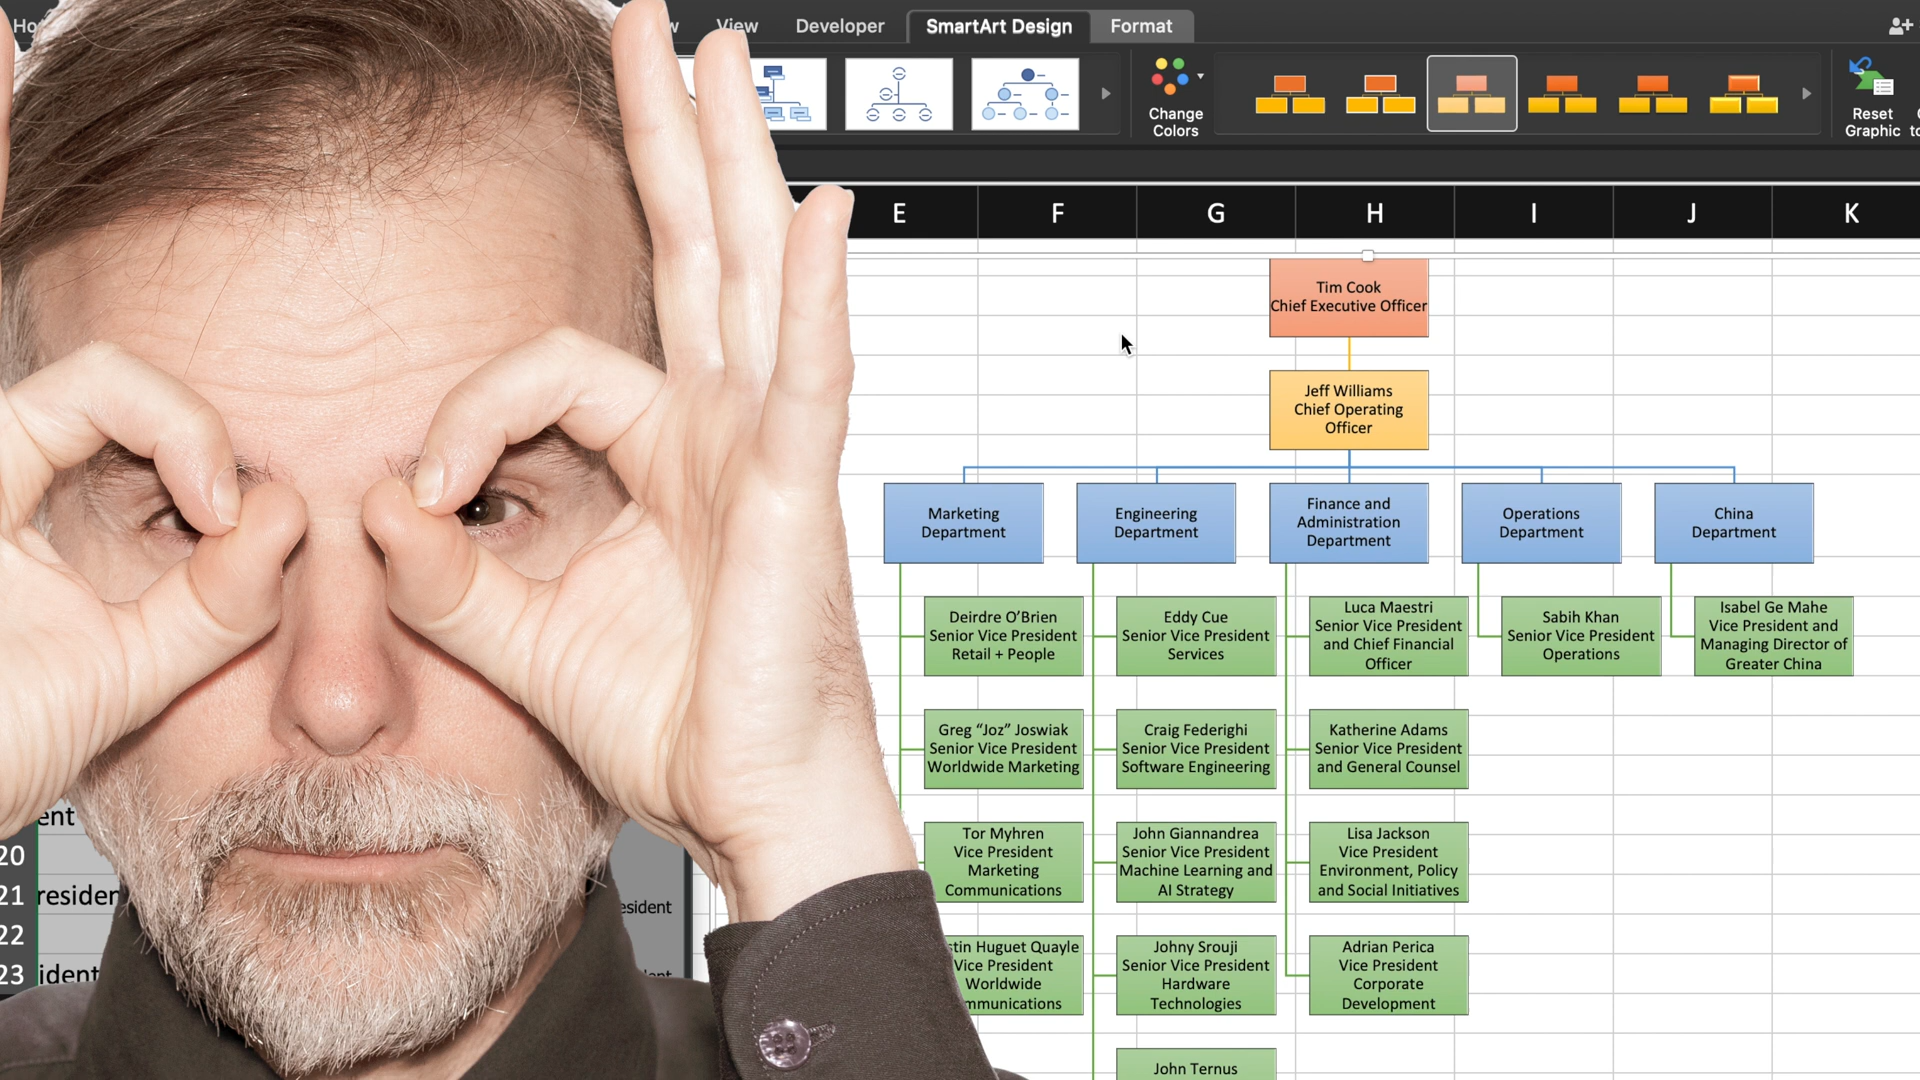 View
Developer
SmartArt Design
Format
Change
Colors
Reset
Graphic
E
F
G
H
I
J
K
Tim Cook
Chief Executive Officer
Jeff Williams
Chief Operating
Officer
Marketing
Department
Engineering
Department
Finance and
Administration
Department
Operations
Department
China
Department
Deirdre O’Brien
Senior Vice President
Retail + People
Eddy Cue
Senior Vice President
Services
Luca Maestri
Senior Vice President
and Chief Financial
Officer
Sabih Khan
Senior Vice President
Operations
Isabel Ge Mahe
Vice President and
Managing Director of
Greater China
Greg “Joz” Joswiak
Senior Vice President
Worldwide Marketing
Craig Federighi
Senior Vice President
Software Engineering
Katherine Adams
Senior Vice President
and General Counsel
Tor Myhren
Vice President
Marketing
Communications
John Giannandrea
Senior Vice President
Machine Learning and
AI Strategy
Lisa Jackson
Vice President
Environment, Policy
and Social Initiatives
stin Huguet Quayle
Vice President
Worldwide
mmunications
Johny Srouji
Senior Vice President
Hardware
Technologies
Adrian Perica
Vice President
Corporate
Development
John Ternus
ent
20
21 residen
esident
22
23 ident